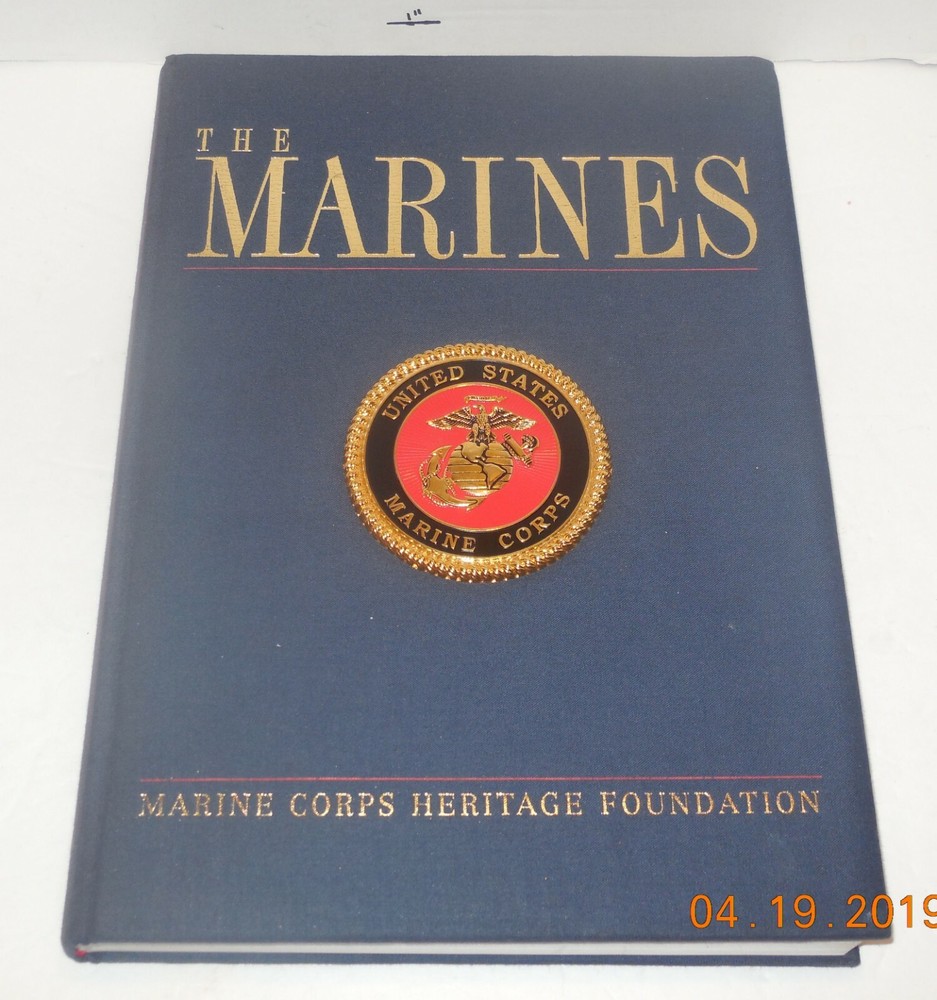 1"
THE
MARINES
UNITED STATES
MARINE CORPS
MARINE CORPS HERITAGE FOUNDATION
04.19.2019